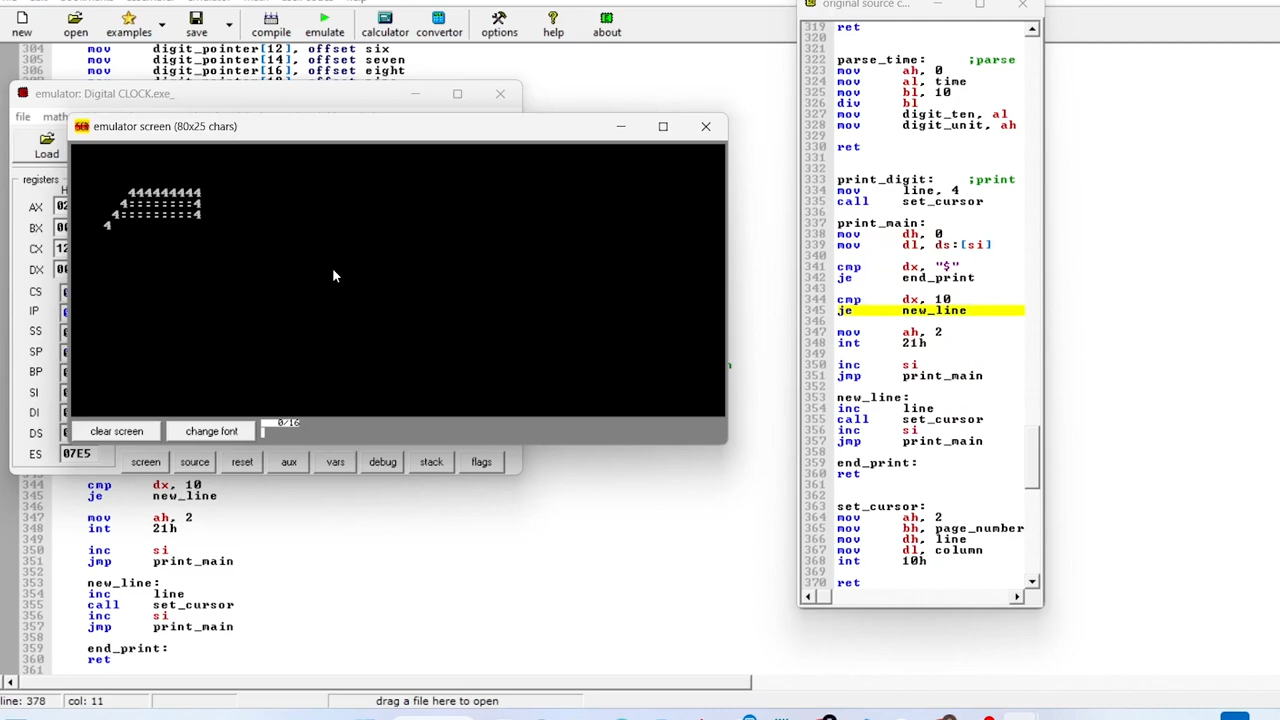 new open examples save compile emulate calculator convertor options help about
304 mov digit_pointer[12], offset six
305 mov digit_pointer[14], offset seven
306 mov digit_pointer[16], offset eight
emulator: Digital CLOCK.exe_
file math
Load
registers
AX
BX
CX
DX
CS
IP
SS
SP
BP
SI
DI
DS
ES 07E5
emulator screen (80x25 chars)
444444444
4:::::::::4
4::::::::::4
4
clear screen change font 0/16
screen source reset aux vars debug stack flags
344 cmp dx, 10
345 je new_line
346
347 mov ah, 2
348 int 21h
349
350 inc si
351 jmp print_main
352
353 new_line:
354 inc line
355 call set_cursor
356 inc si
357 jmp print_main
358
359 end_print:
360 ret
361
line: 378 col: 11 drag a file here to open
original source c...
319 ret
320
321
322 parse_time: ;parse
323 mov ah, 0
324 mov al, time
325 mov bl, 10
326 div bl
327 mov digit_ten, al
328 mov digit_unit, ah
329
330 ret
331
332
333 print_digit: ;print
334 mov line, 4
335 call set_cursor
336
337 print_main:
338 mov dh, 0
339 mov dl, ds:[si]
340
341 cmp dx, "$"
342 je end_print
343
344 cmp dx, 10
345 je new_line
346
347 mov ah, 2
348 int 21h
349
350 inc si
351 jmp print_main
352
353 new_line:
354 inc line
355 call set_cursor
356 inc si
357 jmp print_main
358
359 end_print:
360 ret
361
362
363 set_cursor:
364 mov ah, 2
365 mov bh, page_number
366 mov dh, line
367 mov dl, column
368 int 10h
369
370 ret